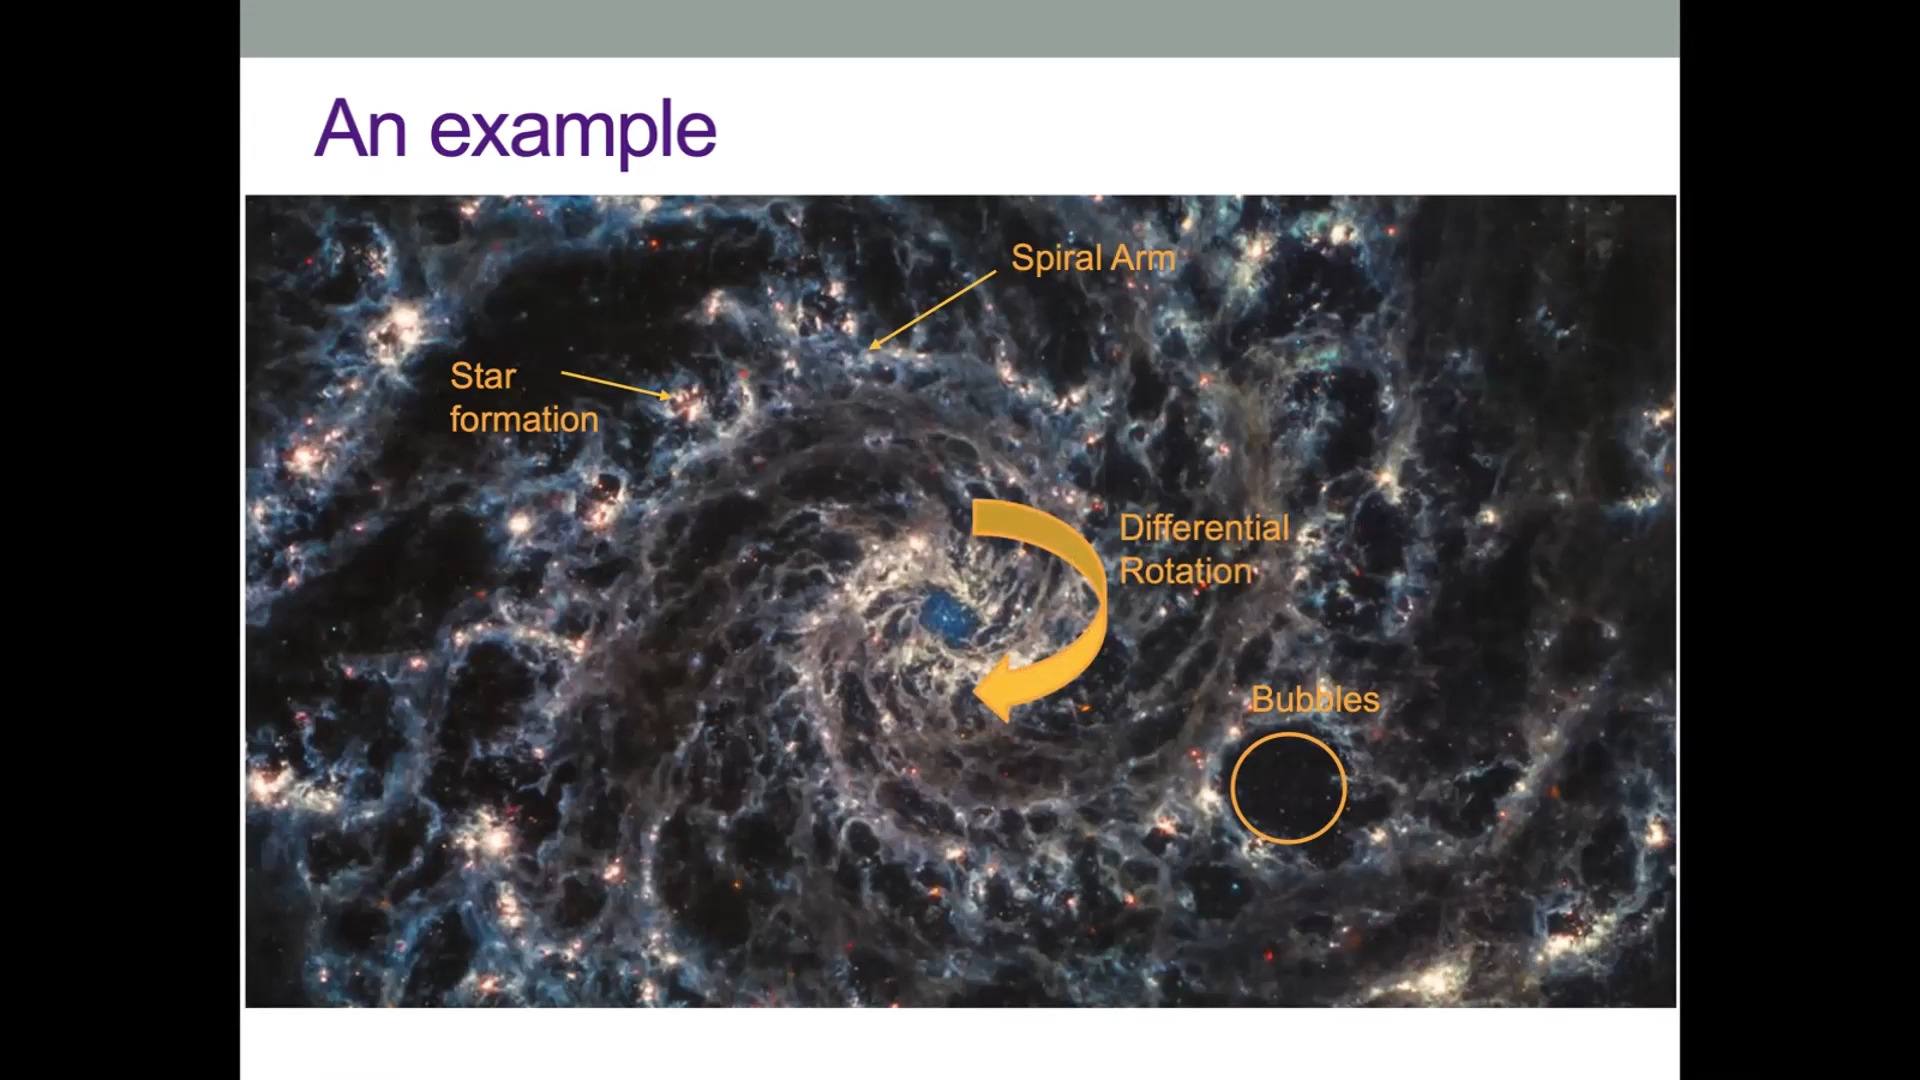 An example
Spiral Arm
Star
formation
Differential
Rotation
Bubbles